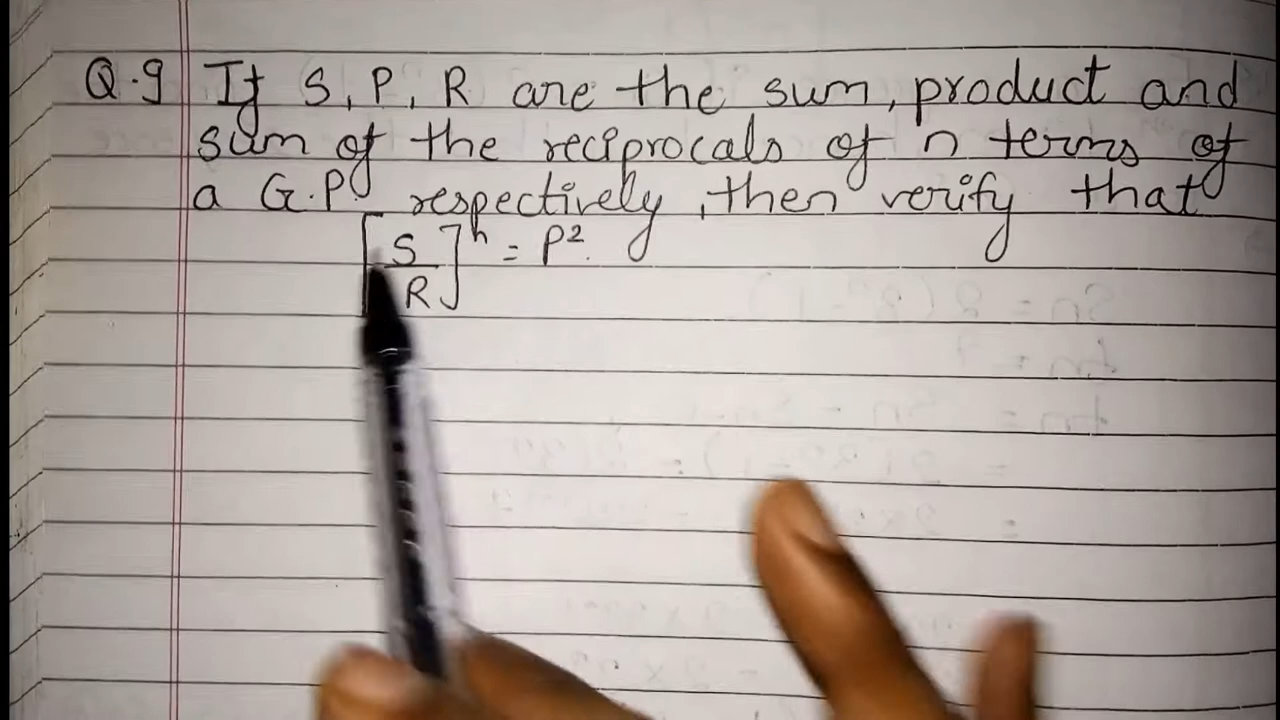 Q.9 If S, P, R are the sum, product and
sum of the reciprocals of n terms of
a G.P. respectively, then verify that
[S/R]ⁿ = P².